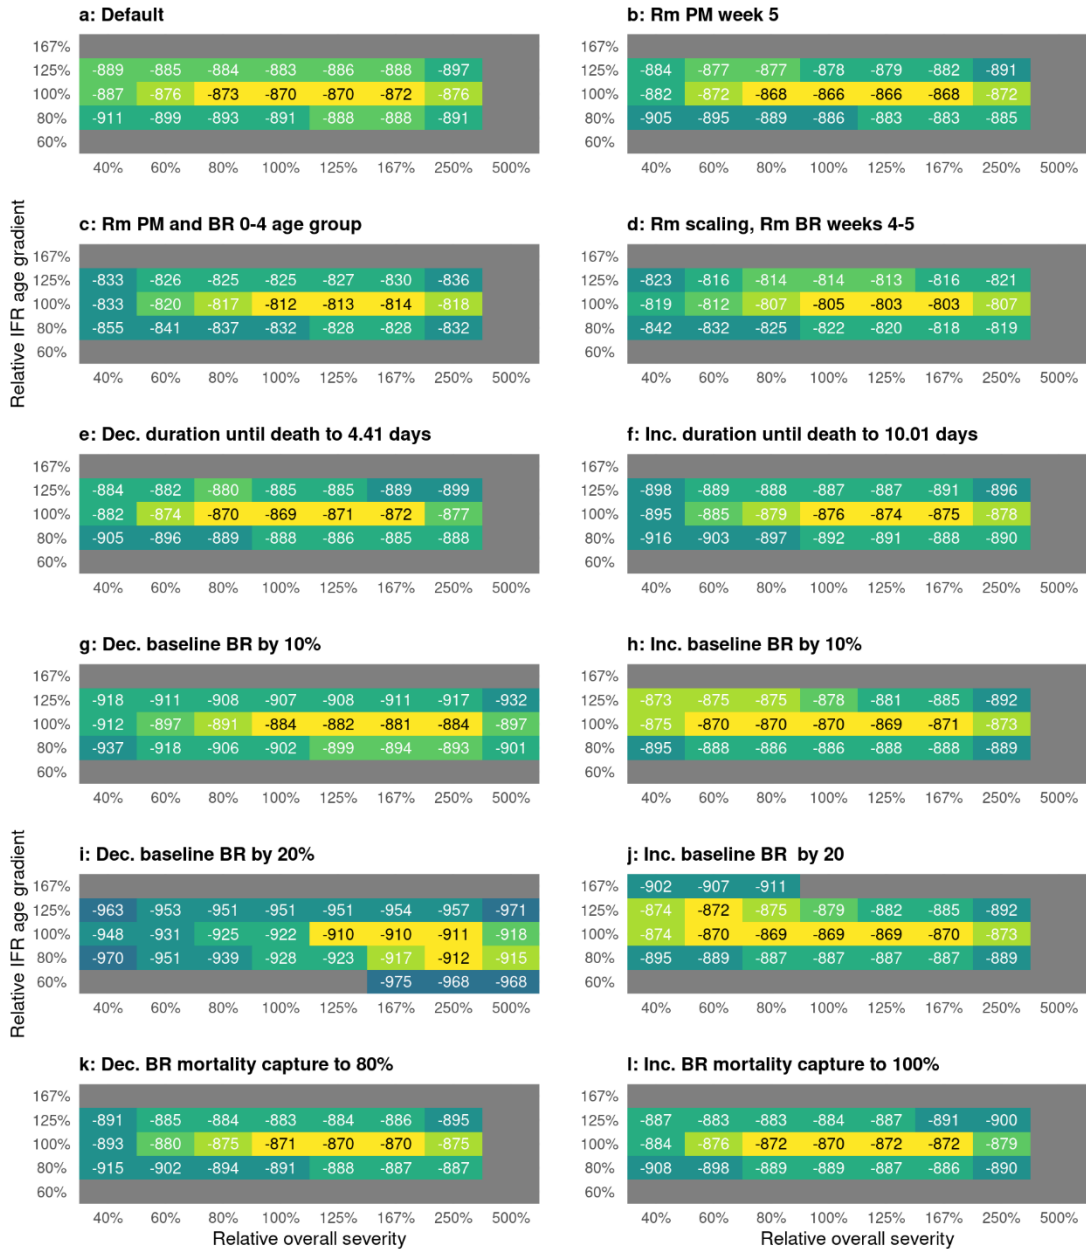 a: Default
167%
125% -889 -885 -884 -883 -886 -888 -897
100% -887 -876 -873 -870 -870 -872 -876
80% -911 -899 -893 -891 -888 -888 -891
60%
40% 60% 80% 100% 125% 167% 250% 500%
b: Rm PM week 5
-884 -877 -877 -878 -879 -882 -891
-882 -872 -868 -866 -866 -868 -872
-905 -895 -889 -886 -883 -883 -885
40% 60% 80% 100% 125% 167% 250% 500%
Relative IFR age gradient
c: Rm PM and BR 0-4 age group
167%
125% -833 -826 -825 -825 -827 -830 -836
100% -833 -820 -817 -812 -813 -814 -818
80% -855 -841 -837 -832 -828 -828 -832
60%
40% 60% 80% 100% 125% 167% 250% 500%
d: Rm scaling, Rm BR weeks 4-5
-823 -816 -814 -814 -813 -816 -821
-819 -812 -807 -805 -803 -803 -807
-842 -832 -825 -822 -820 -818 -819
40% 60% 80% 100% 125% 167% 250% 500%
e: Dec. duration until death to 4.41 days
167%
125% -884 -882 -880 -885 -885 -889 -899
100% -882 -874 -870 -869 -871 -872 -877
80% -905 -896 -889 -888 -886 -885 -888
60%
40% 60% 80% 100% 125% 167% 250% 500%
f: Inc. duration until death to 10.01 days
167%
125% -898 -889 -888 -887 -887 -891 -896
100% -895 -885 -879 -876 -874 -875 -878
80% -916 -903 -897 -892 -891 -888 -890
60%
40% 60% 80% 100% 125% 167% 250% 500%
g: Dec. baseline BR by 10%
167%
125% -918 -911 -908 -907 -908 -911 -917 -932
100% -912 -897 -891 -884 -882 -881 -884 -897
80% -937 -918 -906 -902 -899 -894 -893 -901
60%
40% 60% 80% 100% 125% 167% 250% 500%
h: Inc. baseline BR by 10%
167%
125% -873 -875 -875 -878 -881 -885 -892
100% -875 -870 -870 -870 -869 -871 -873
80% -895 -888 -886 -886 -888 -888 -889
60%
40% 60% 80% 100% 125% 167% 250% 500%
Relative IFR age gradient
i: Dec. baseline BR by 20%
167%
125% -963 -953 -951 -951 -951 -954 -957 -971
100% -948 -931 -925 -922 -910 -910 -911 -918
80% -970 -951 -939 -928 -923 -917 -912 -915
60% -975 -968 -968
40% 60% 80% 100% 125% 167% 250% 500%
j: Inc. baseline BR by 20
167% -902 -907 -911
125% -874 -872 -875 -879 -882 -885 -892
100% -874 -870 -869 -869 -869 -870 -873
80% -895 -889 -887 -887 -887 -887 -889
60%
40% 60% 80% 100% 125% 167% 250% 500%
k: Dec. BR mortality capture to 80%
167%
125% -891 -885 -884 -883 -884 -886 -895
100% -893 -880 -875 -871 -870 -870 -875
80% -915 -902 -894 -891 -888 -887 -887
60%
40% 60% 80% 100% 125% 167% 250% 500%
Relative overall severity
l: Inc. BR mortality capture to 100%
167%
125% -887 -883 -883 -884 -887 -891 -900
100% -884 -876 -872 -870 -872 -872 -879
80% -908 -898 -889 -889 -887 -886 -890
60%
40% 60% 80% 100% 125% 167% 250% 500%
Relative overall severity